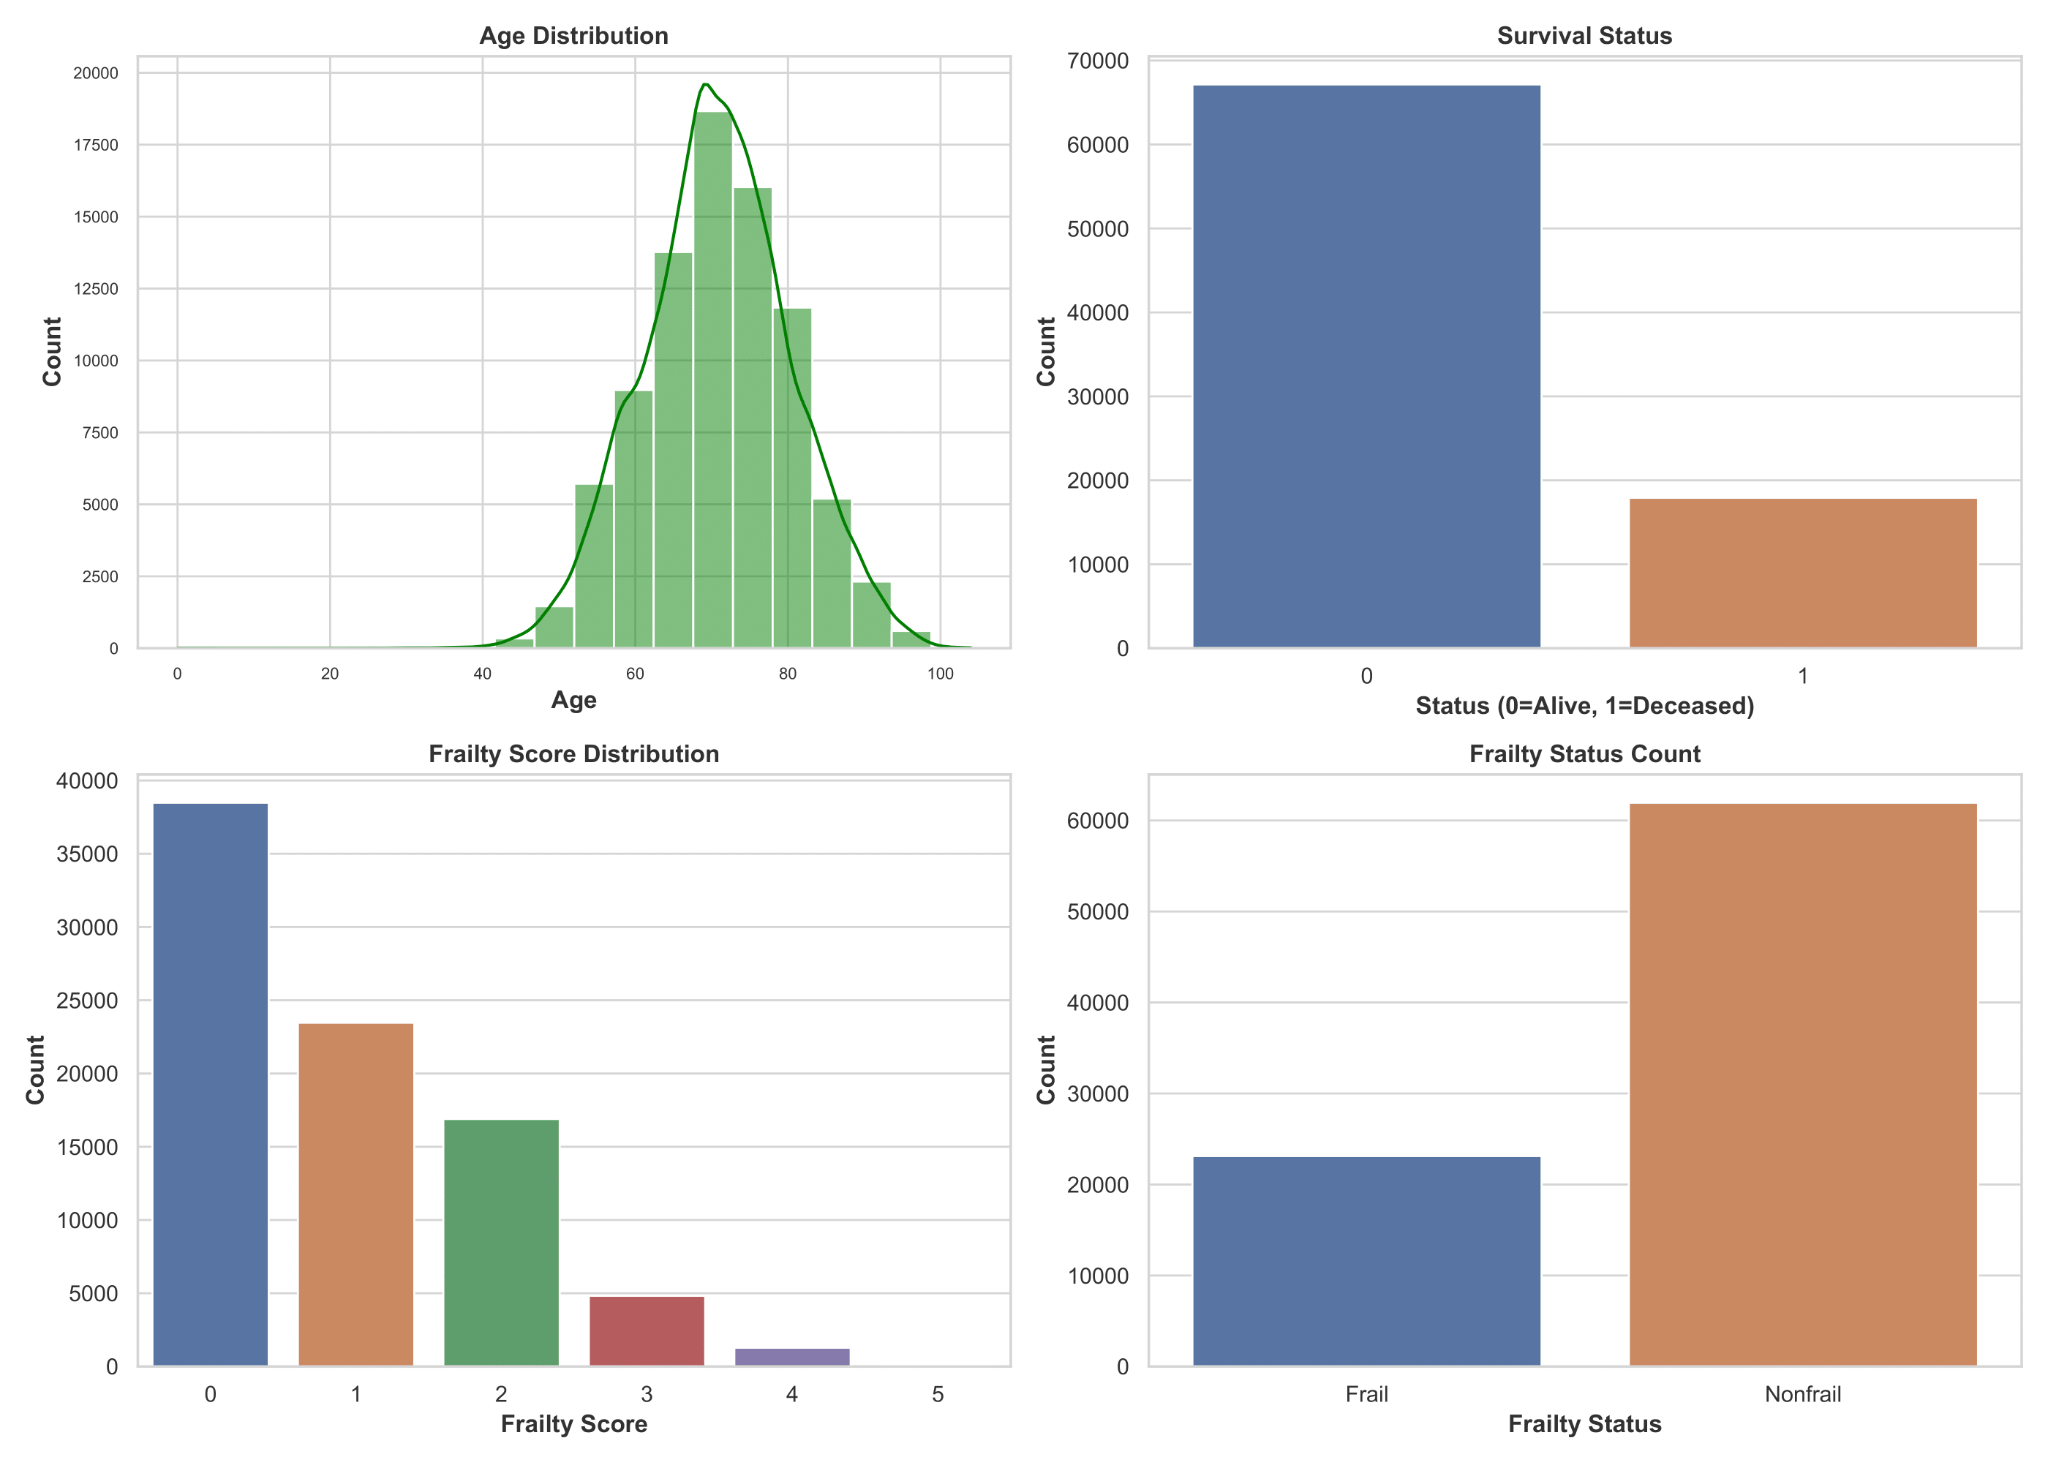 Age Distribution
20000
17500
15000
12500
10000
7500
5000
2500
0
Count
0 20 40 60 80 100
Age
Survival Status
70000
60000
50000
40000
30000
20000
10000
0
Count
0 1
Status (0=Alive, 1=Deceased)
Frailty Score Distribution
40000
35000
30000
25000
20000
15000
10000
5000
0
Count
0 1 2 3 4 5
Frailty Score
Frailty Status Count
60000
50000
40000
30000
20000
10000
0
Count
Frail Nonfrail
Frailty Status